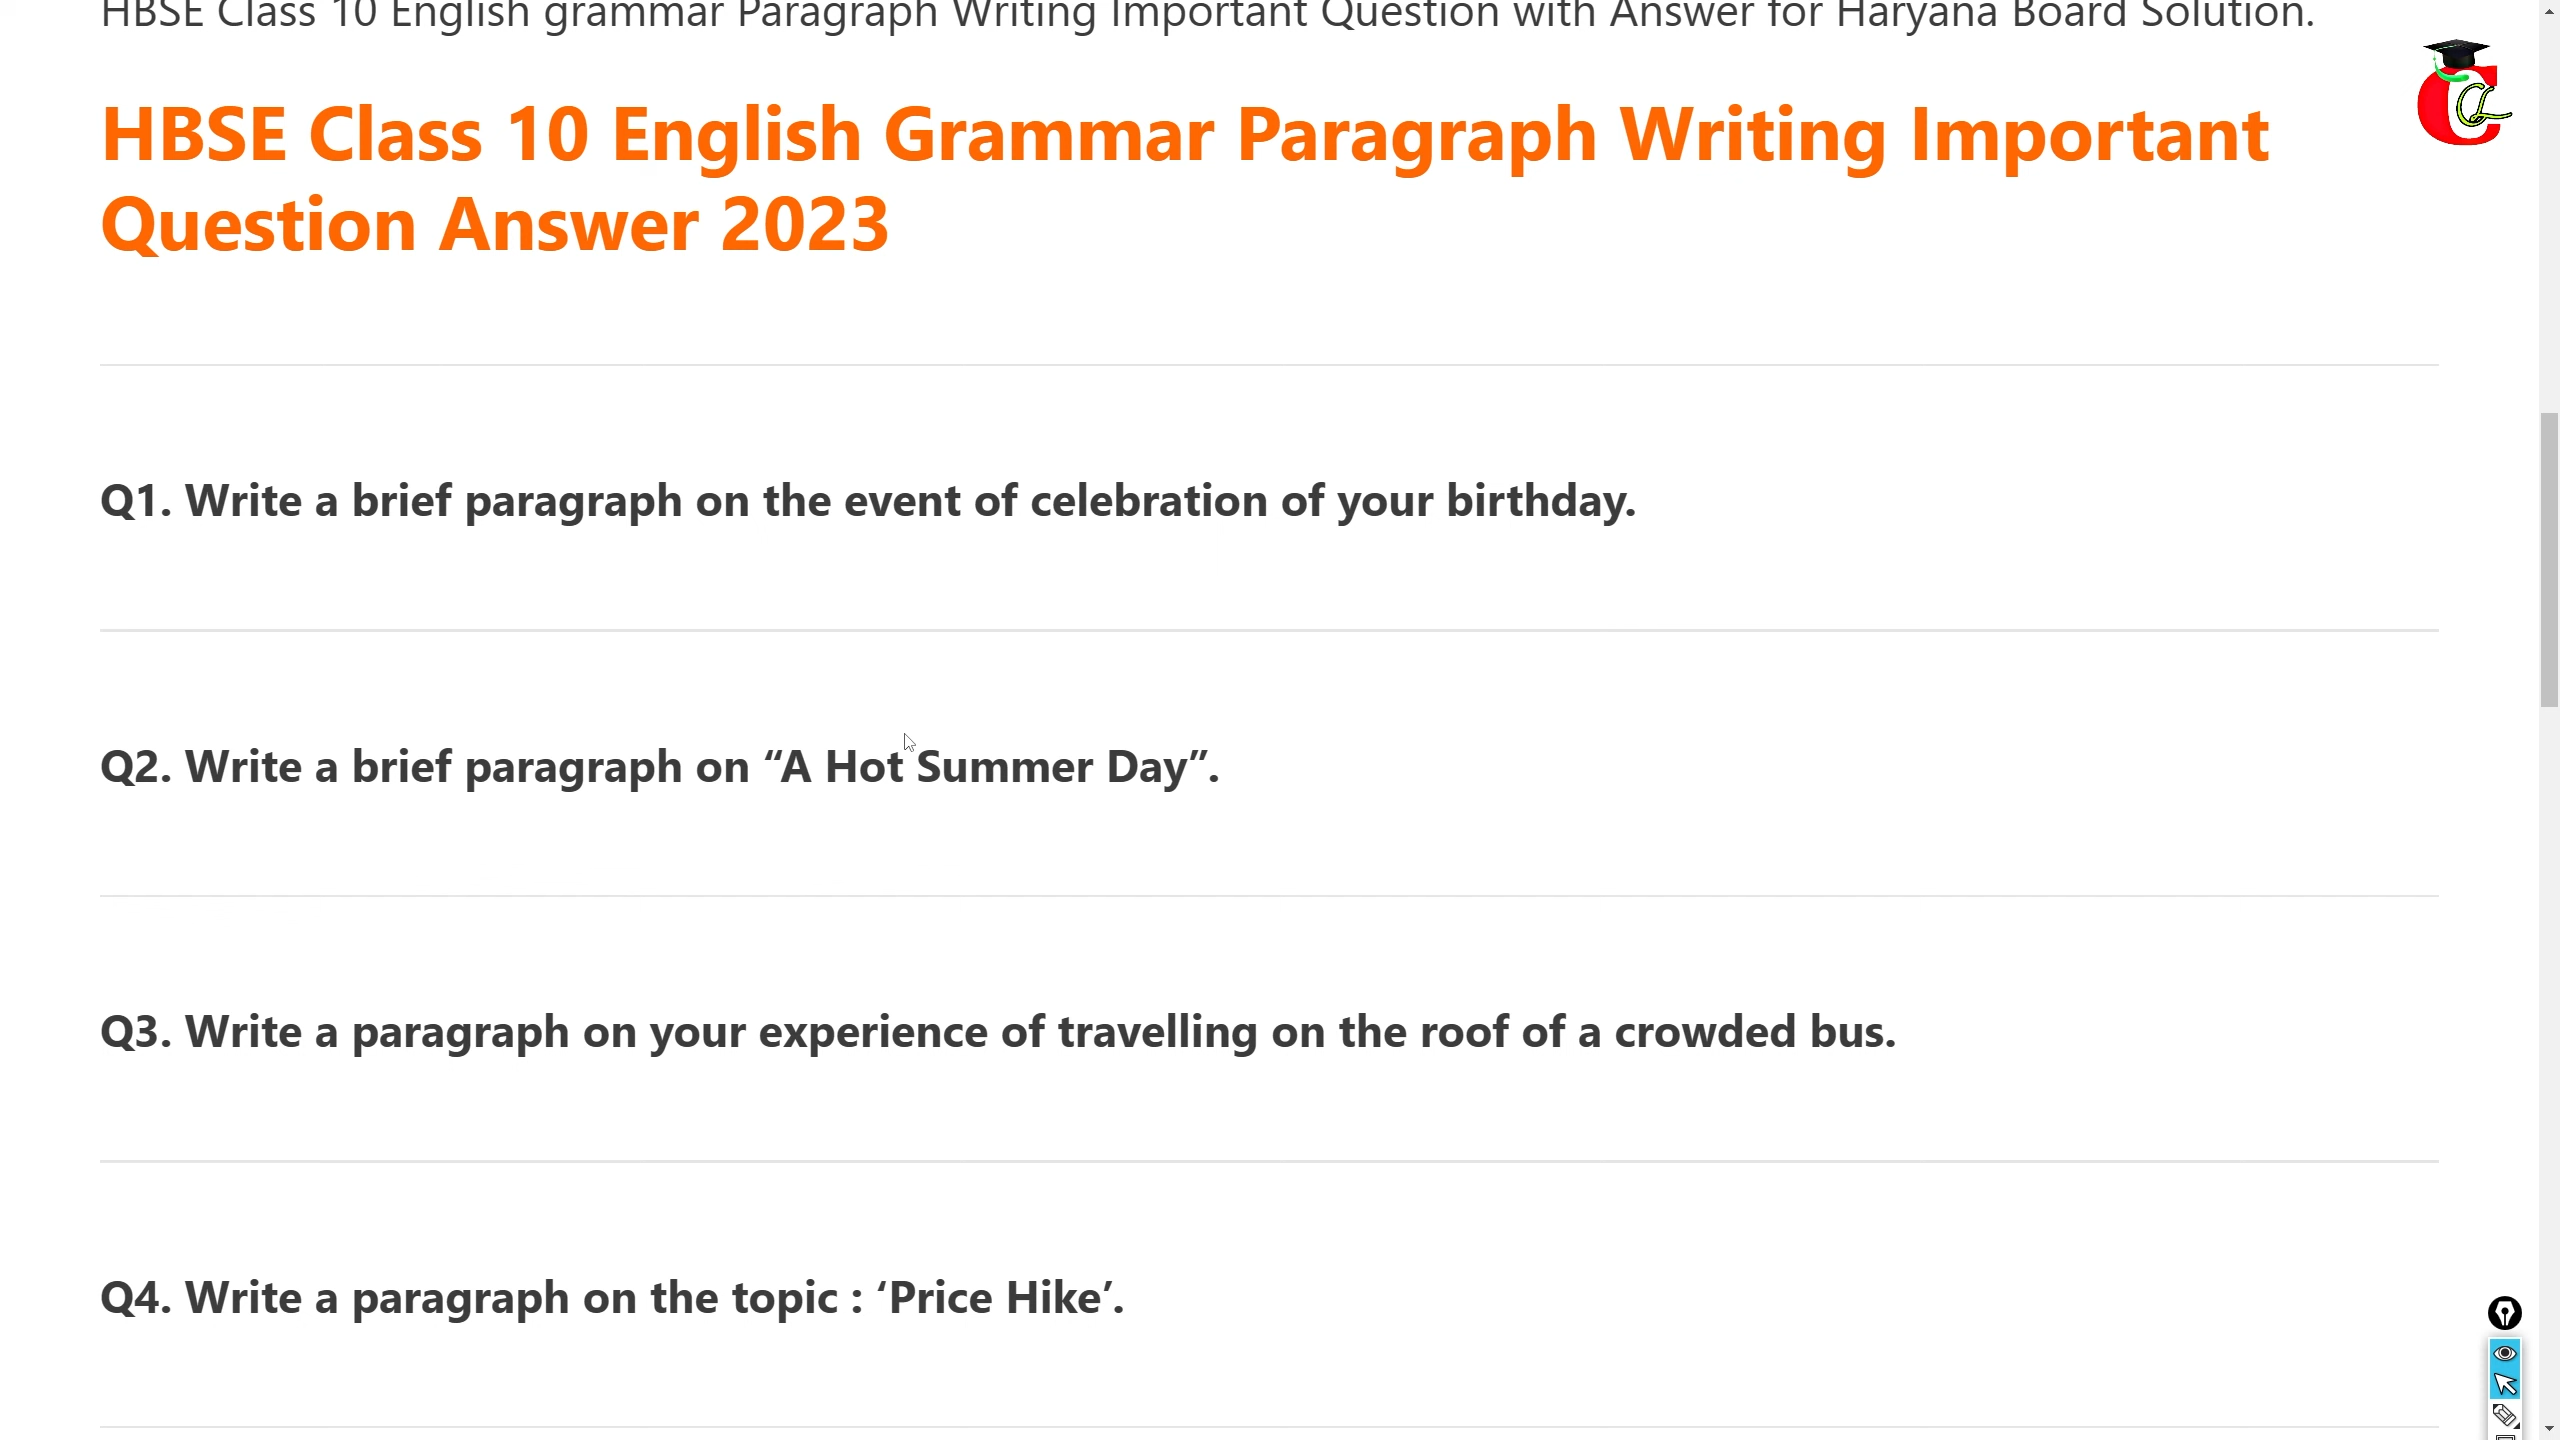 HBSE Class 10 English grammar Paragraph Writing Important Question with Answer for Haryana Board Solution.
HBSE Class 10 English Grammar Paragraph Writing Important
Question Answer 2023
Q1. Write a brief paragraph on the event of celebration of your birthday.
Q2. Write a brief paragraph on “A Hot Summer Day”.
Q3. Write a paragraph on your experience of travelling on the roof of a crowded bus.
Q4. Write a paragraph on the topic : ‘Price Hike’.